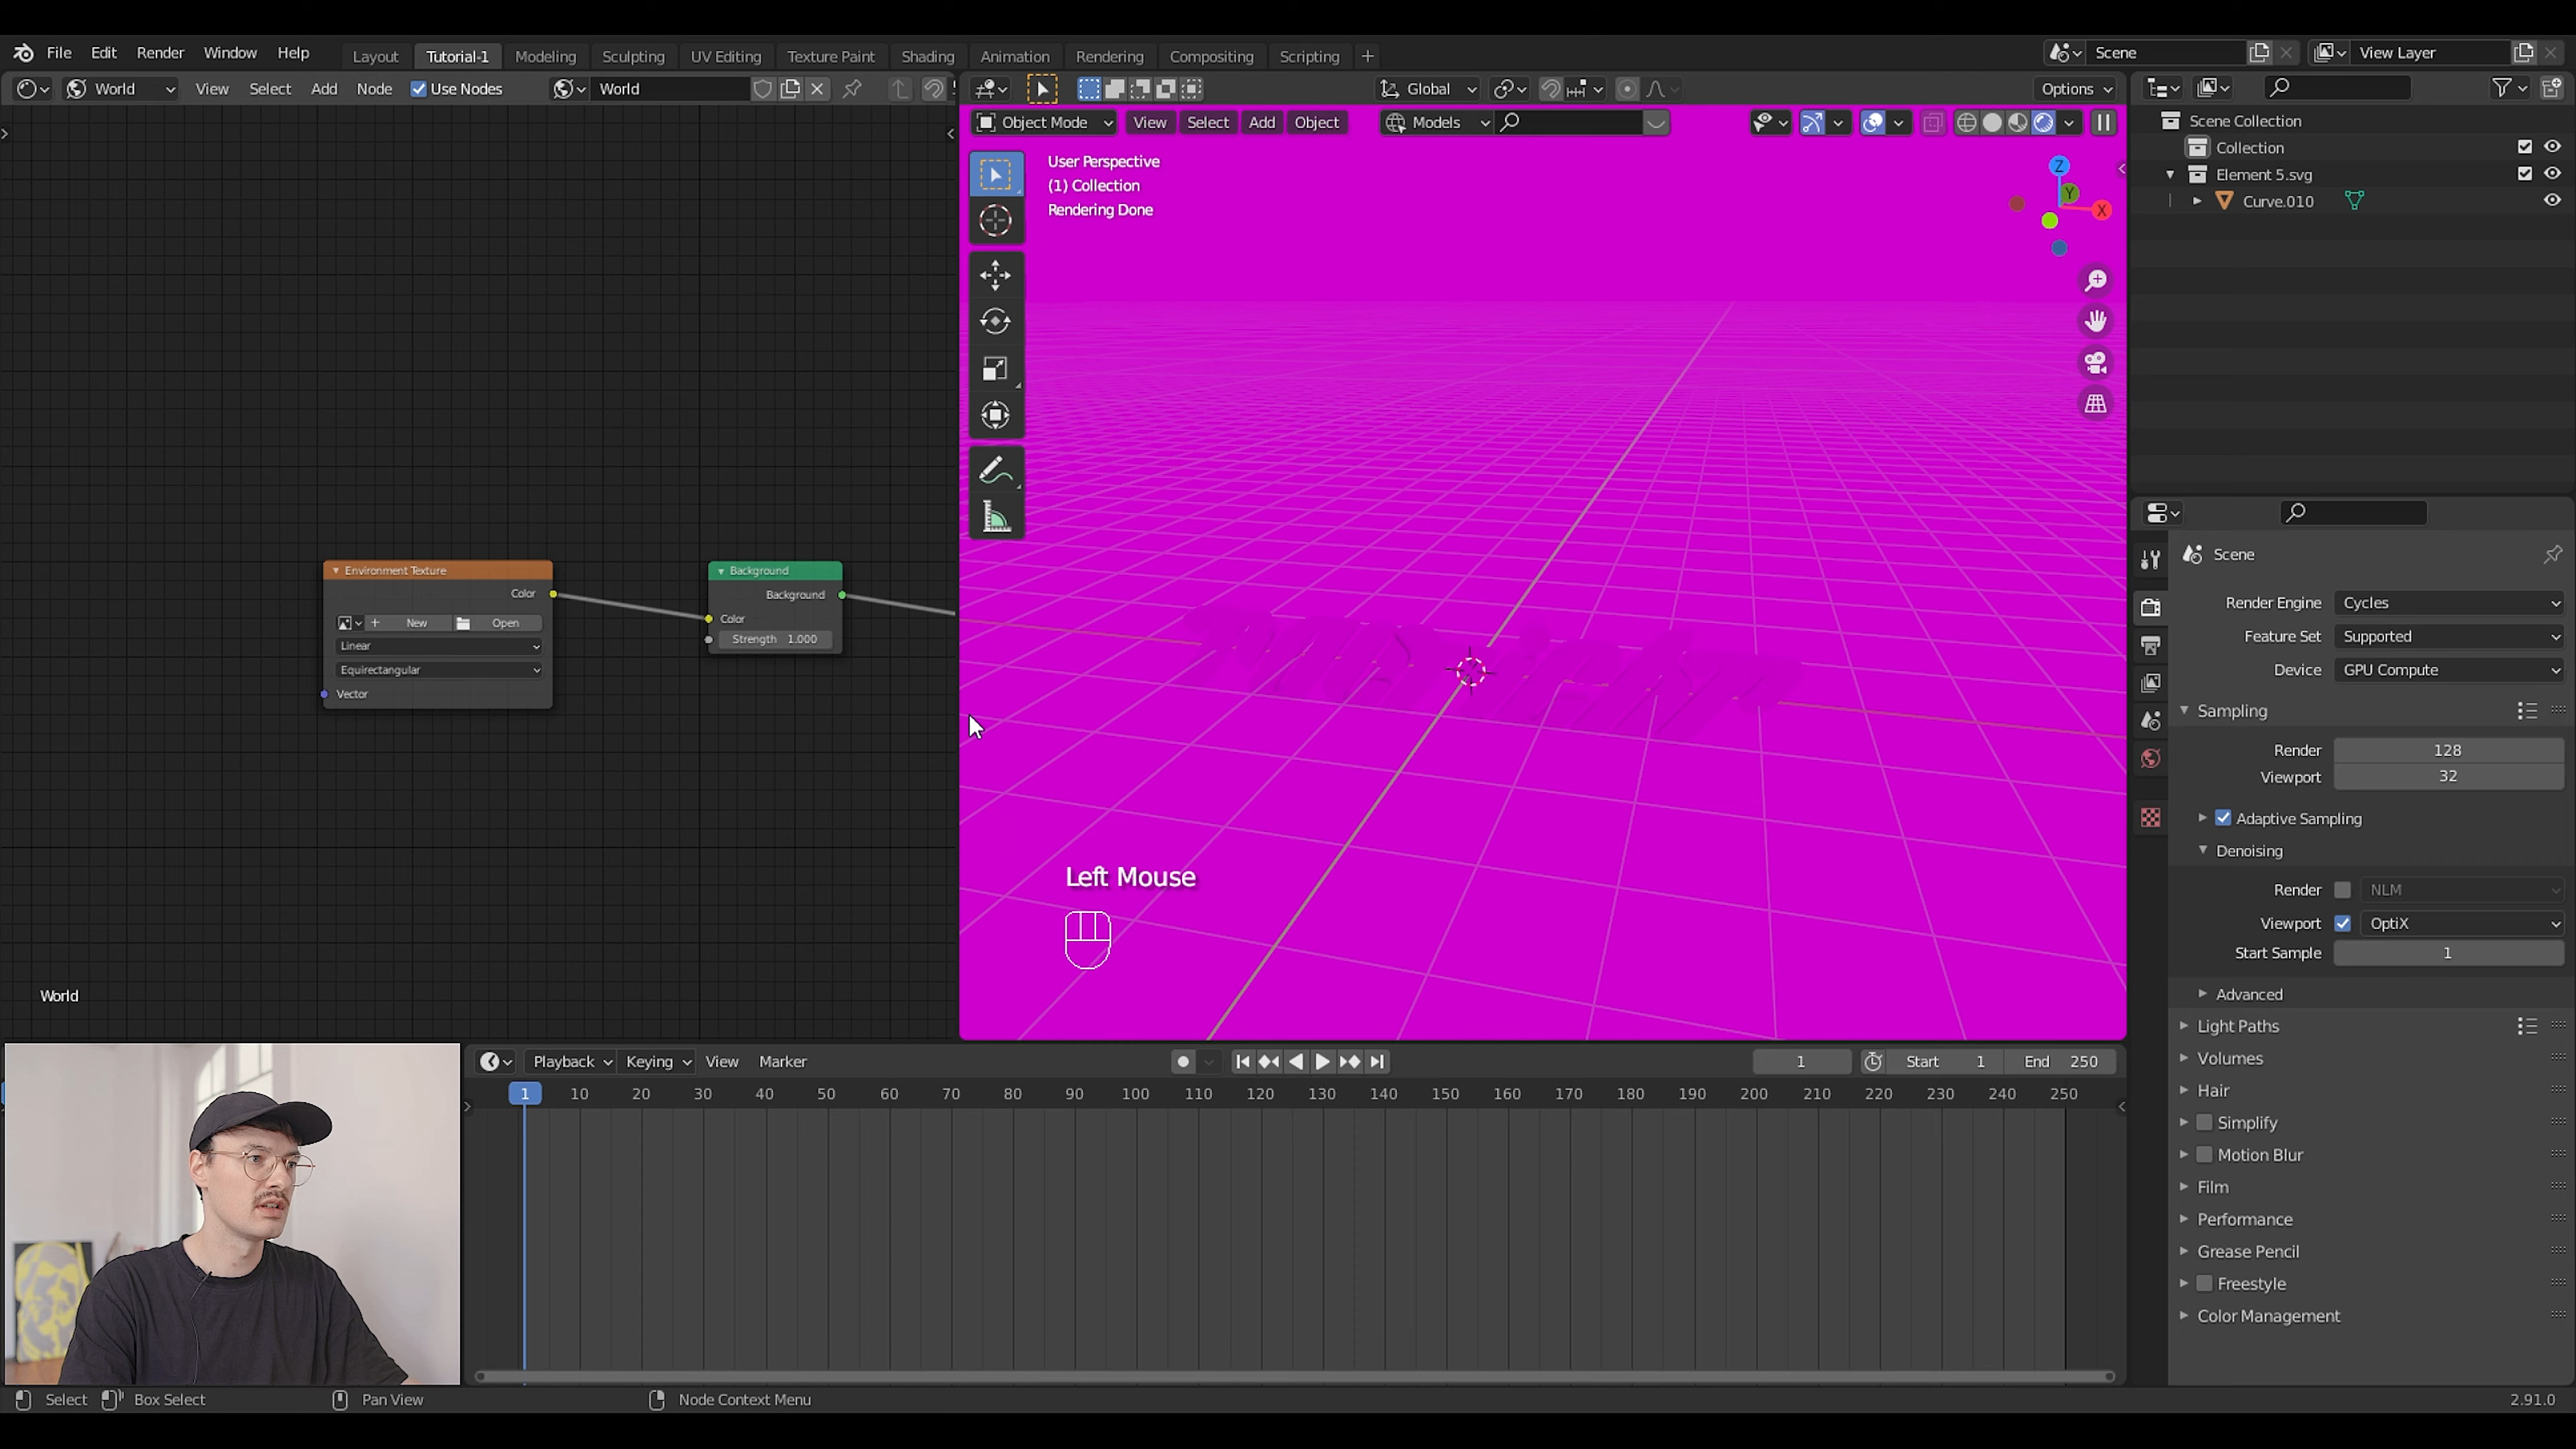 File Edit Render Window Help Layout Tutorial-1 Modeling Sculpting UV Editing Texture Paint Shading Animation Rendering Compositing Scripting + Scene View Layer
World View Select Add Node Use Nodes World Global Options
Object Mode View Select Add Object Models
User Perspective
(1) Collection
Rendering Done
Z
Y
X
Scene Collection
Collection
Element 5.svg
Curve.010
Environment Texture
Color
New Open
Linear
Equirectangular
Vector
Background
Background
Color
Strength 1.000
World
Left Mouse
Scene
Render Engine Cycles
Feature Set Supported
Device GPU Compute
Sampling
Render 128
Viewport 32
Adaptive Sampling
Denoising
Render NLM
Viewport OptiX
Start Sample 1
Advanced
Light Paths
Volumes
Hair
Simplify
Motion Blur
Film
Performance
Grease Pencil
Freestyle
Color Management
Playback Keying View Marker 1 Start 1 End 250
1 10 20 30 40 50 60 70 80 90 100 110 120 130 140 150 160 170 180 190 200 210 220 230 240 250
Select Box Select Pan View Node Context Menu 2.91.0